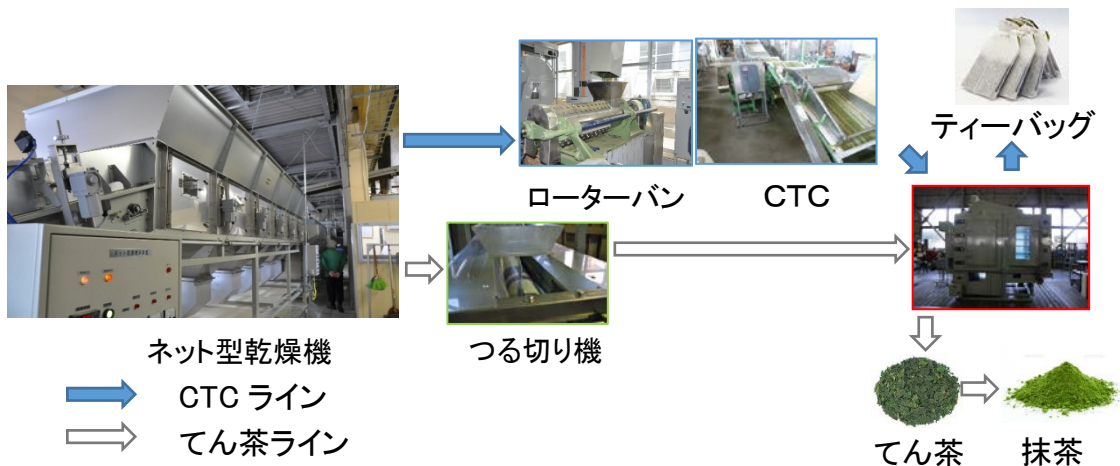 ティーバッグ
ローターバン
CTC
ネット型乾燥機
つる切り機
CTC ライン
てん茶ライン
てん茶
抹茶